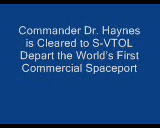 Commander Dr. Haynes
is Cleared to S-VTOL
Depart the World's First
Commercial Spaceport